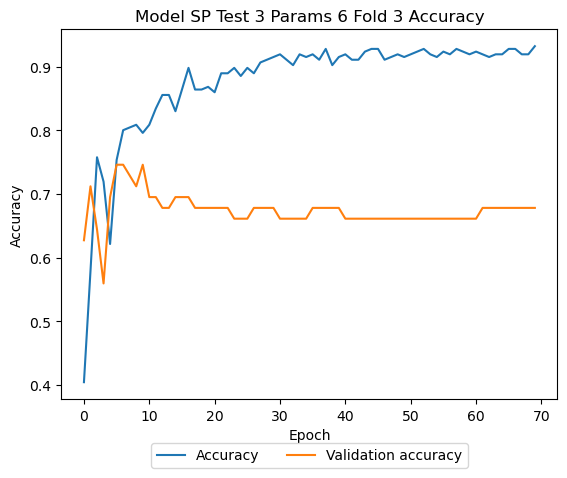 Model SP Test 3 Params 6 Fold 3 Accuracy
Accuracy
0.9
0.8
0.7
0.6
0.5
0.4
0 10 20 30 40 50 60 70
Epoch
Accuracy Validation accuracy